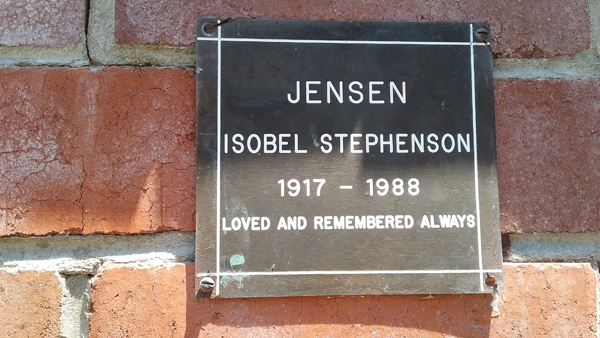 JENSEN
ISOBEL STEPHENSON
1917 - 1988
LOVED AND REMEMBERED ALWAYS